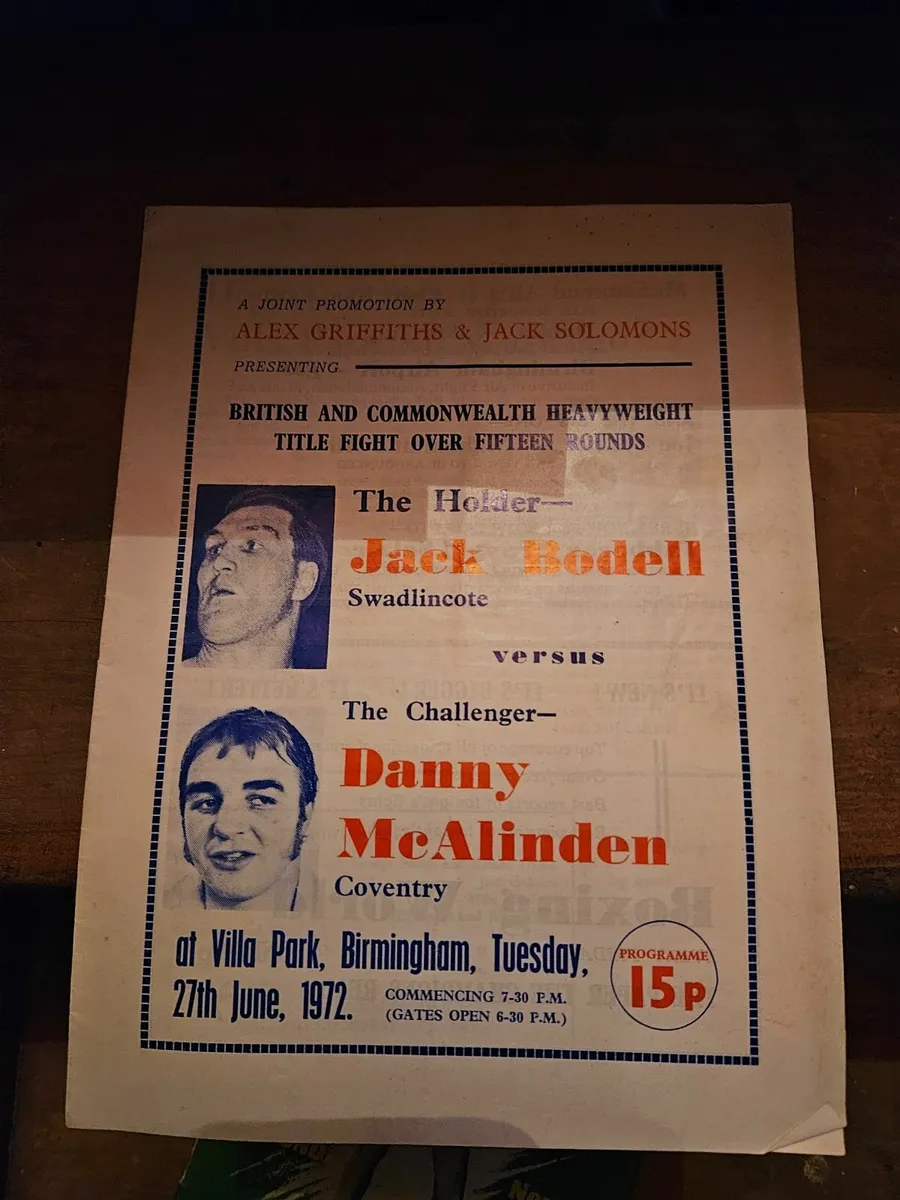 A JOINT PROMOTION BY
ALEX GRIFFITHS & JACK SOLOMONS
PRESENTING
BRITISH AND COMMONWEALTH HEAVYWEIGHT
TITLE FIGHT OVER FIFTEEN ROUNDS
The Holder—
Jack Bodell
Swadlincote
versus
The Challenger—
Danny
McAlinden
Coventry
at Villa Park, Birmingham, Tuesday,
27th June, 1972.
COMMENCING 7-30 P.M.
(GATES OPEN 6-30 P.M.)
PROGRAMME
15p